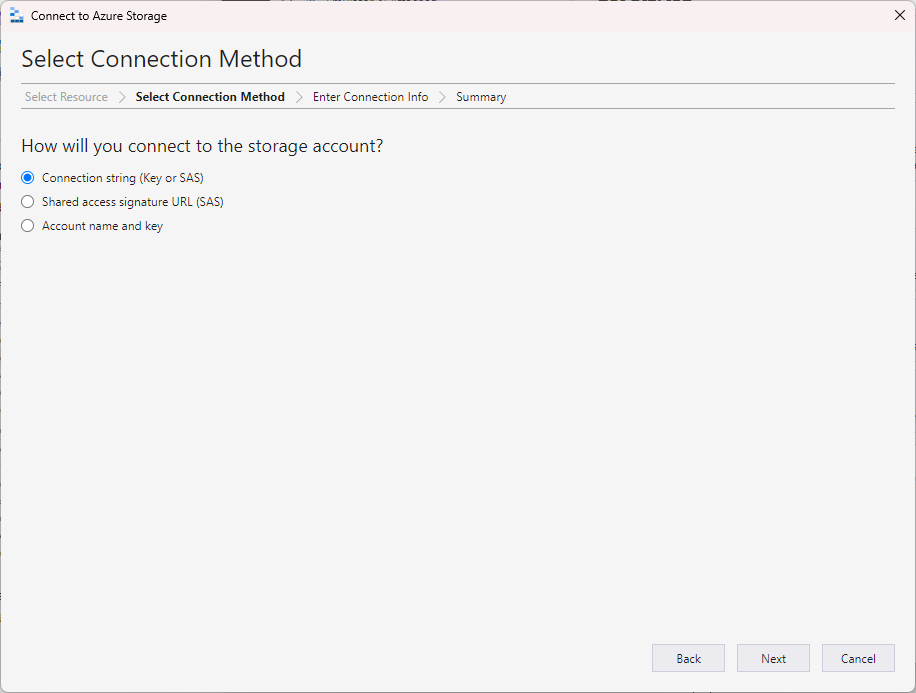 Connect to Azure Storage
Select Connection Method
Select Resource > Select Connection Method > Enter Connection Info > Summary
How will you connect to the storage account?
Connection string (Key or SAS)
Shared access signature URL (SAS)
Account name and key
Back Next Cancel